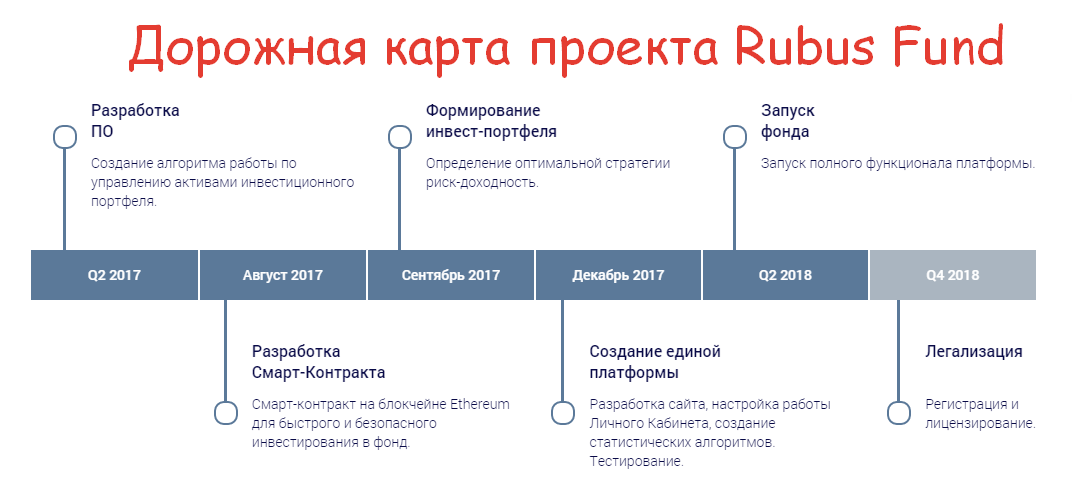 Дорожная карта проекта Rubus Fund
Разработка
ПО
Создание алгоритма работы по
управлению активами инвестиционного
портфеля.
Формирование
инвест-портфеля
Определение оптимальной стратегии
риск-доходность.
Запуск
фонда
Запуск полного функционала платформы.
Q2 2017
Август 2017
Сентябрь 2017
Декабрь 2017
Q2 2018
Q4 2018
Разработка
Смарт-Контракта
Смарт-контракт на блокчейне Ethereum
для быстрого и безопасного
инвестирования в фонд.
Создание единой
платформы
Разработка сайта, настройка работы
Личного Кабинета, создание
статистических алгоритмов.
Тестирование.
Легализация
Регистрация и
лицензирование.